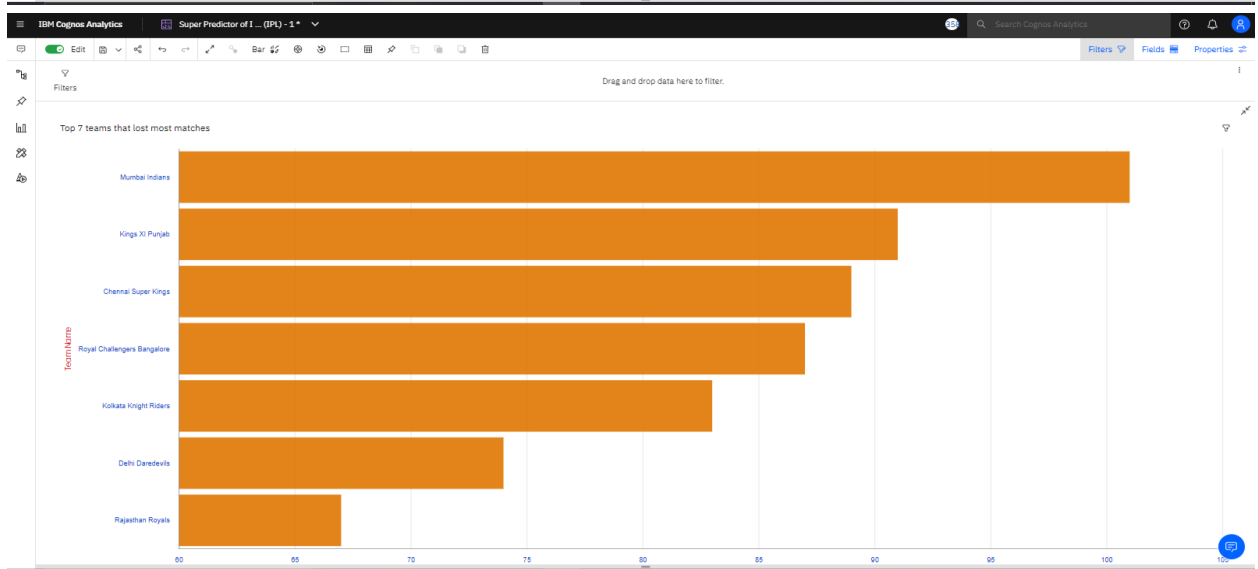 IBM Cognos Analytics
Super Predictor of I ... (IPL) - 1 *
Search Cognos Analytics
Edit
Bar
Filters
Fields
Properties
Filters
Drag and drop data here to filter.
Top 7 teams that lost most matches
Team Name
Mumbai Indians
Kings XI Punjab
Chennai Super Kings
Royal Challengers Bangalore
Kolkata Knight Riders
Delhi Daredevils
Rajasthan Royals
60 65 70 75 80 85 90 95 100